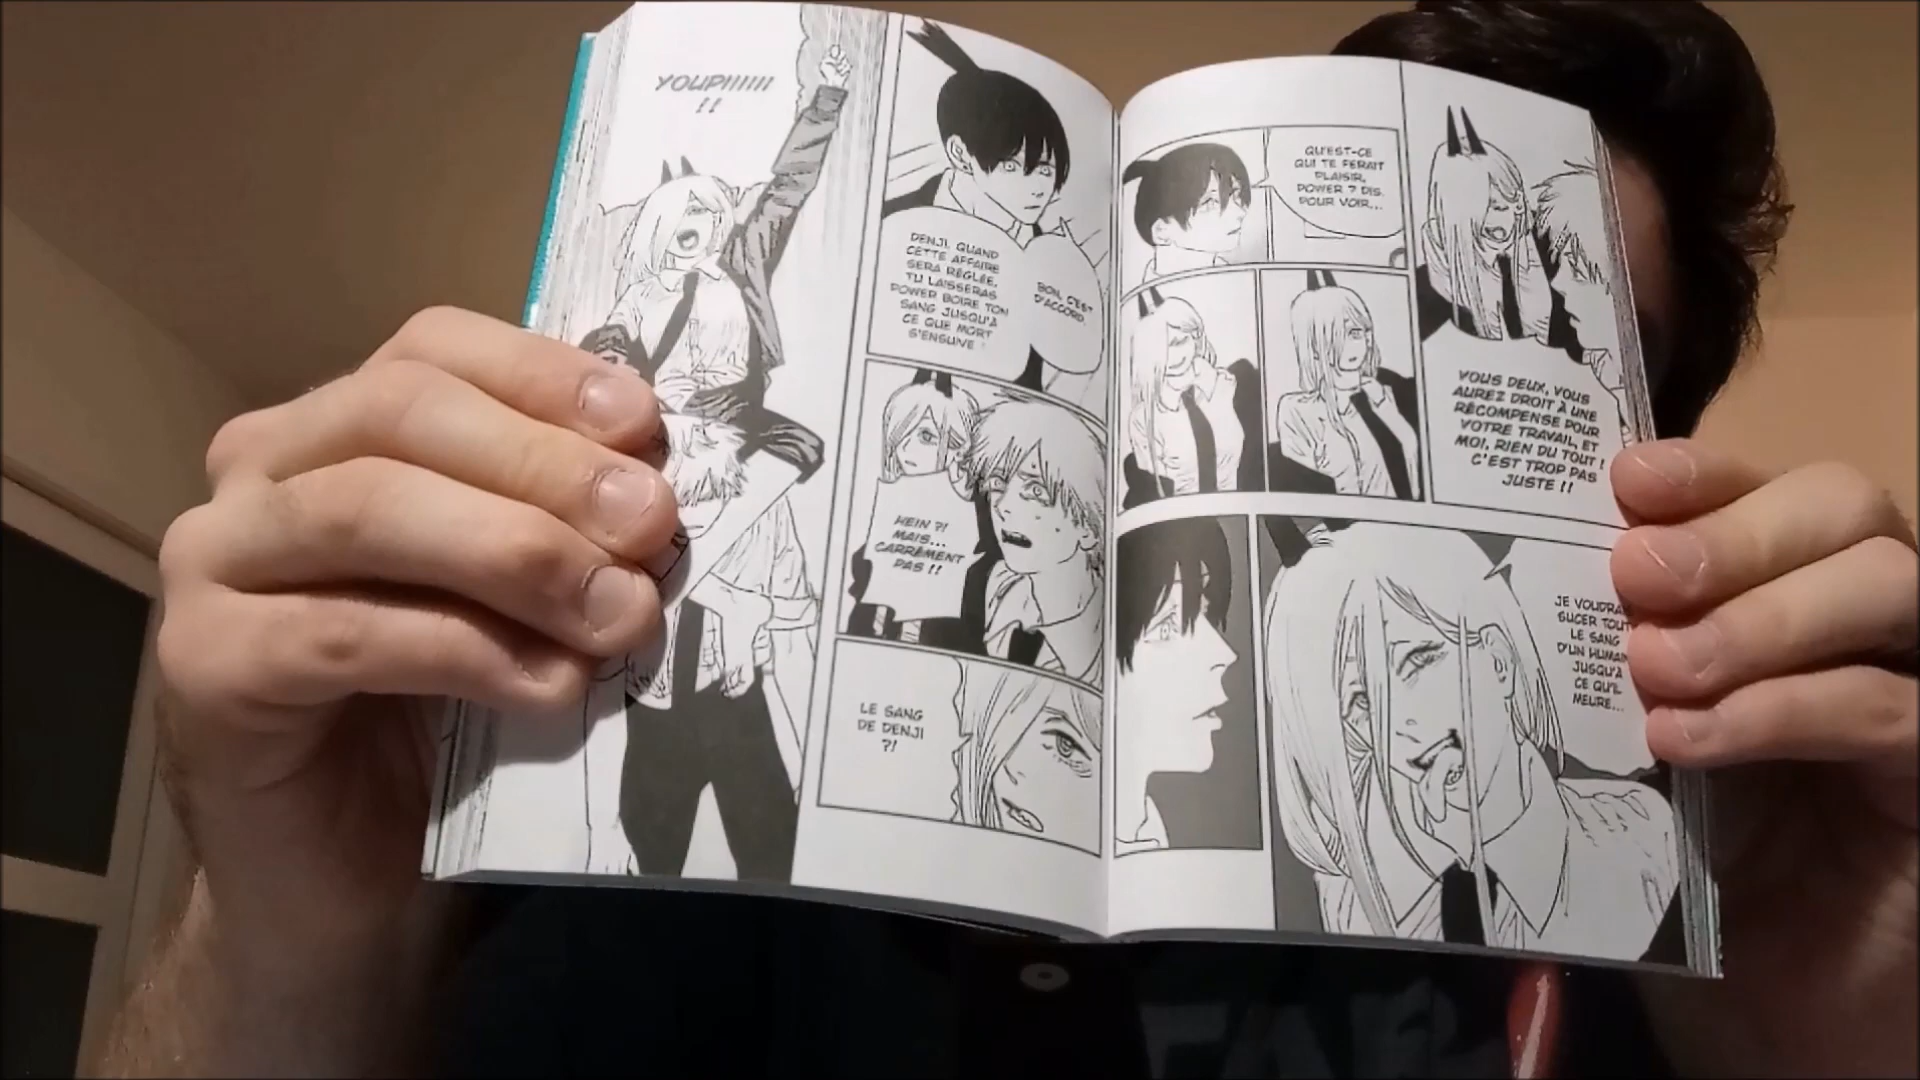 VOUS DEUX, VOUS
AUREZ DROIT À UNE
RÉCOMPENSE POUR
VOTRE TRAVAIL, ET
MOI, RIEN DU TOUT !
C'EST TROP PAS
JUSTE !!
QU'EST-CE
QUI TE FERAIT
PLAISIR,
POWER ? DIS,
POUR VOIR...
JE
SUCER TOUT
LE SANG
D'UN HUMAIN
JUSQU'À
CE QU'IL
MEURE...
BON, C'EST
D'ACCORD.
DENJI, QUAND
CETTE AFFAIRE
SERA RÉGLÉE,
TU LAISSERAS
POWER BOIRE TON
SANG JUSQU'À
CE QUE MORT
S'ENSUIVE !
HEIN ?!
MAIS...
CARRÉMENT
PAS !!
LE SANG
DE DENJI
?!
YOUPIIIIII
!!